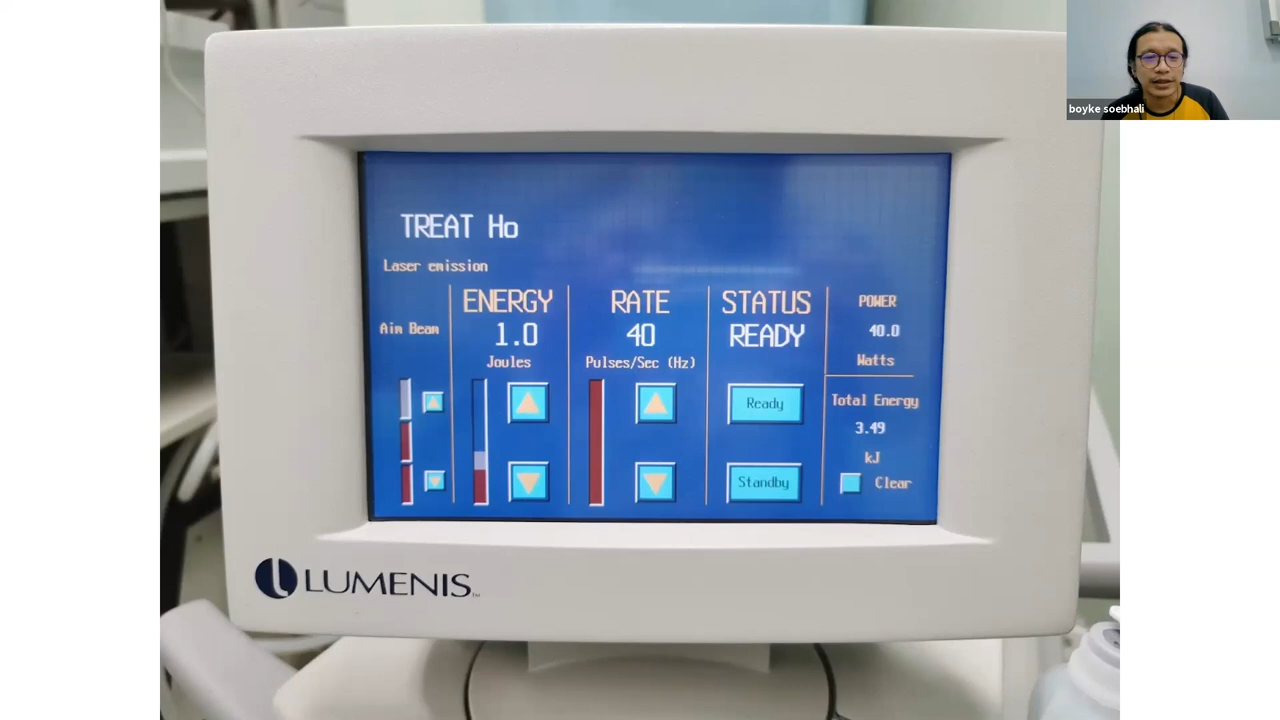 boyke soebhali
TREAT Ho
Laser emission
Aim Beam
ENERGY
1.0
Joules
RATE
40
Pulses/Sec (Hz)
STATUS
READY
Ready
Standby
POWER
40.0
Watts
Total Energy
3.49
kJ
Clear
LUMENIS™